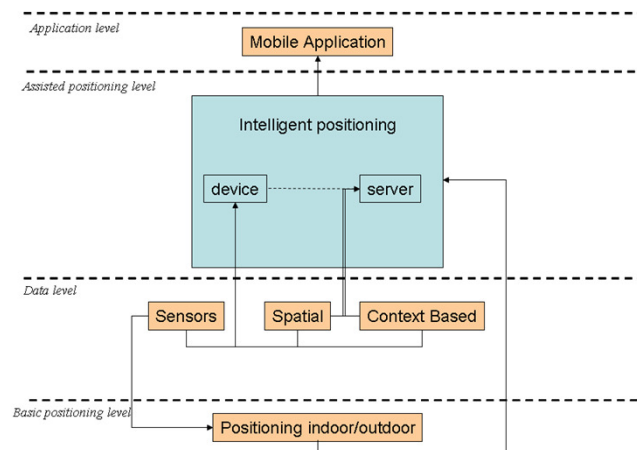 Application level
Mobile Application
Assisted positioning level
Intelligent positioning
device
server
Data level
Sensors
Spatial
Context Based
Basic positioning level
Positioning indoor/outdoor